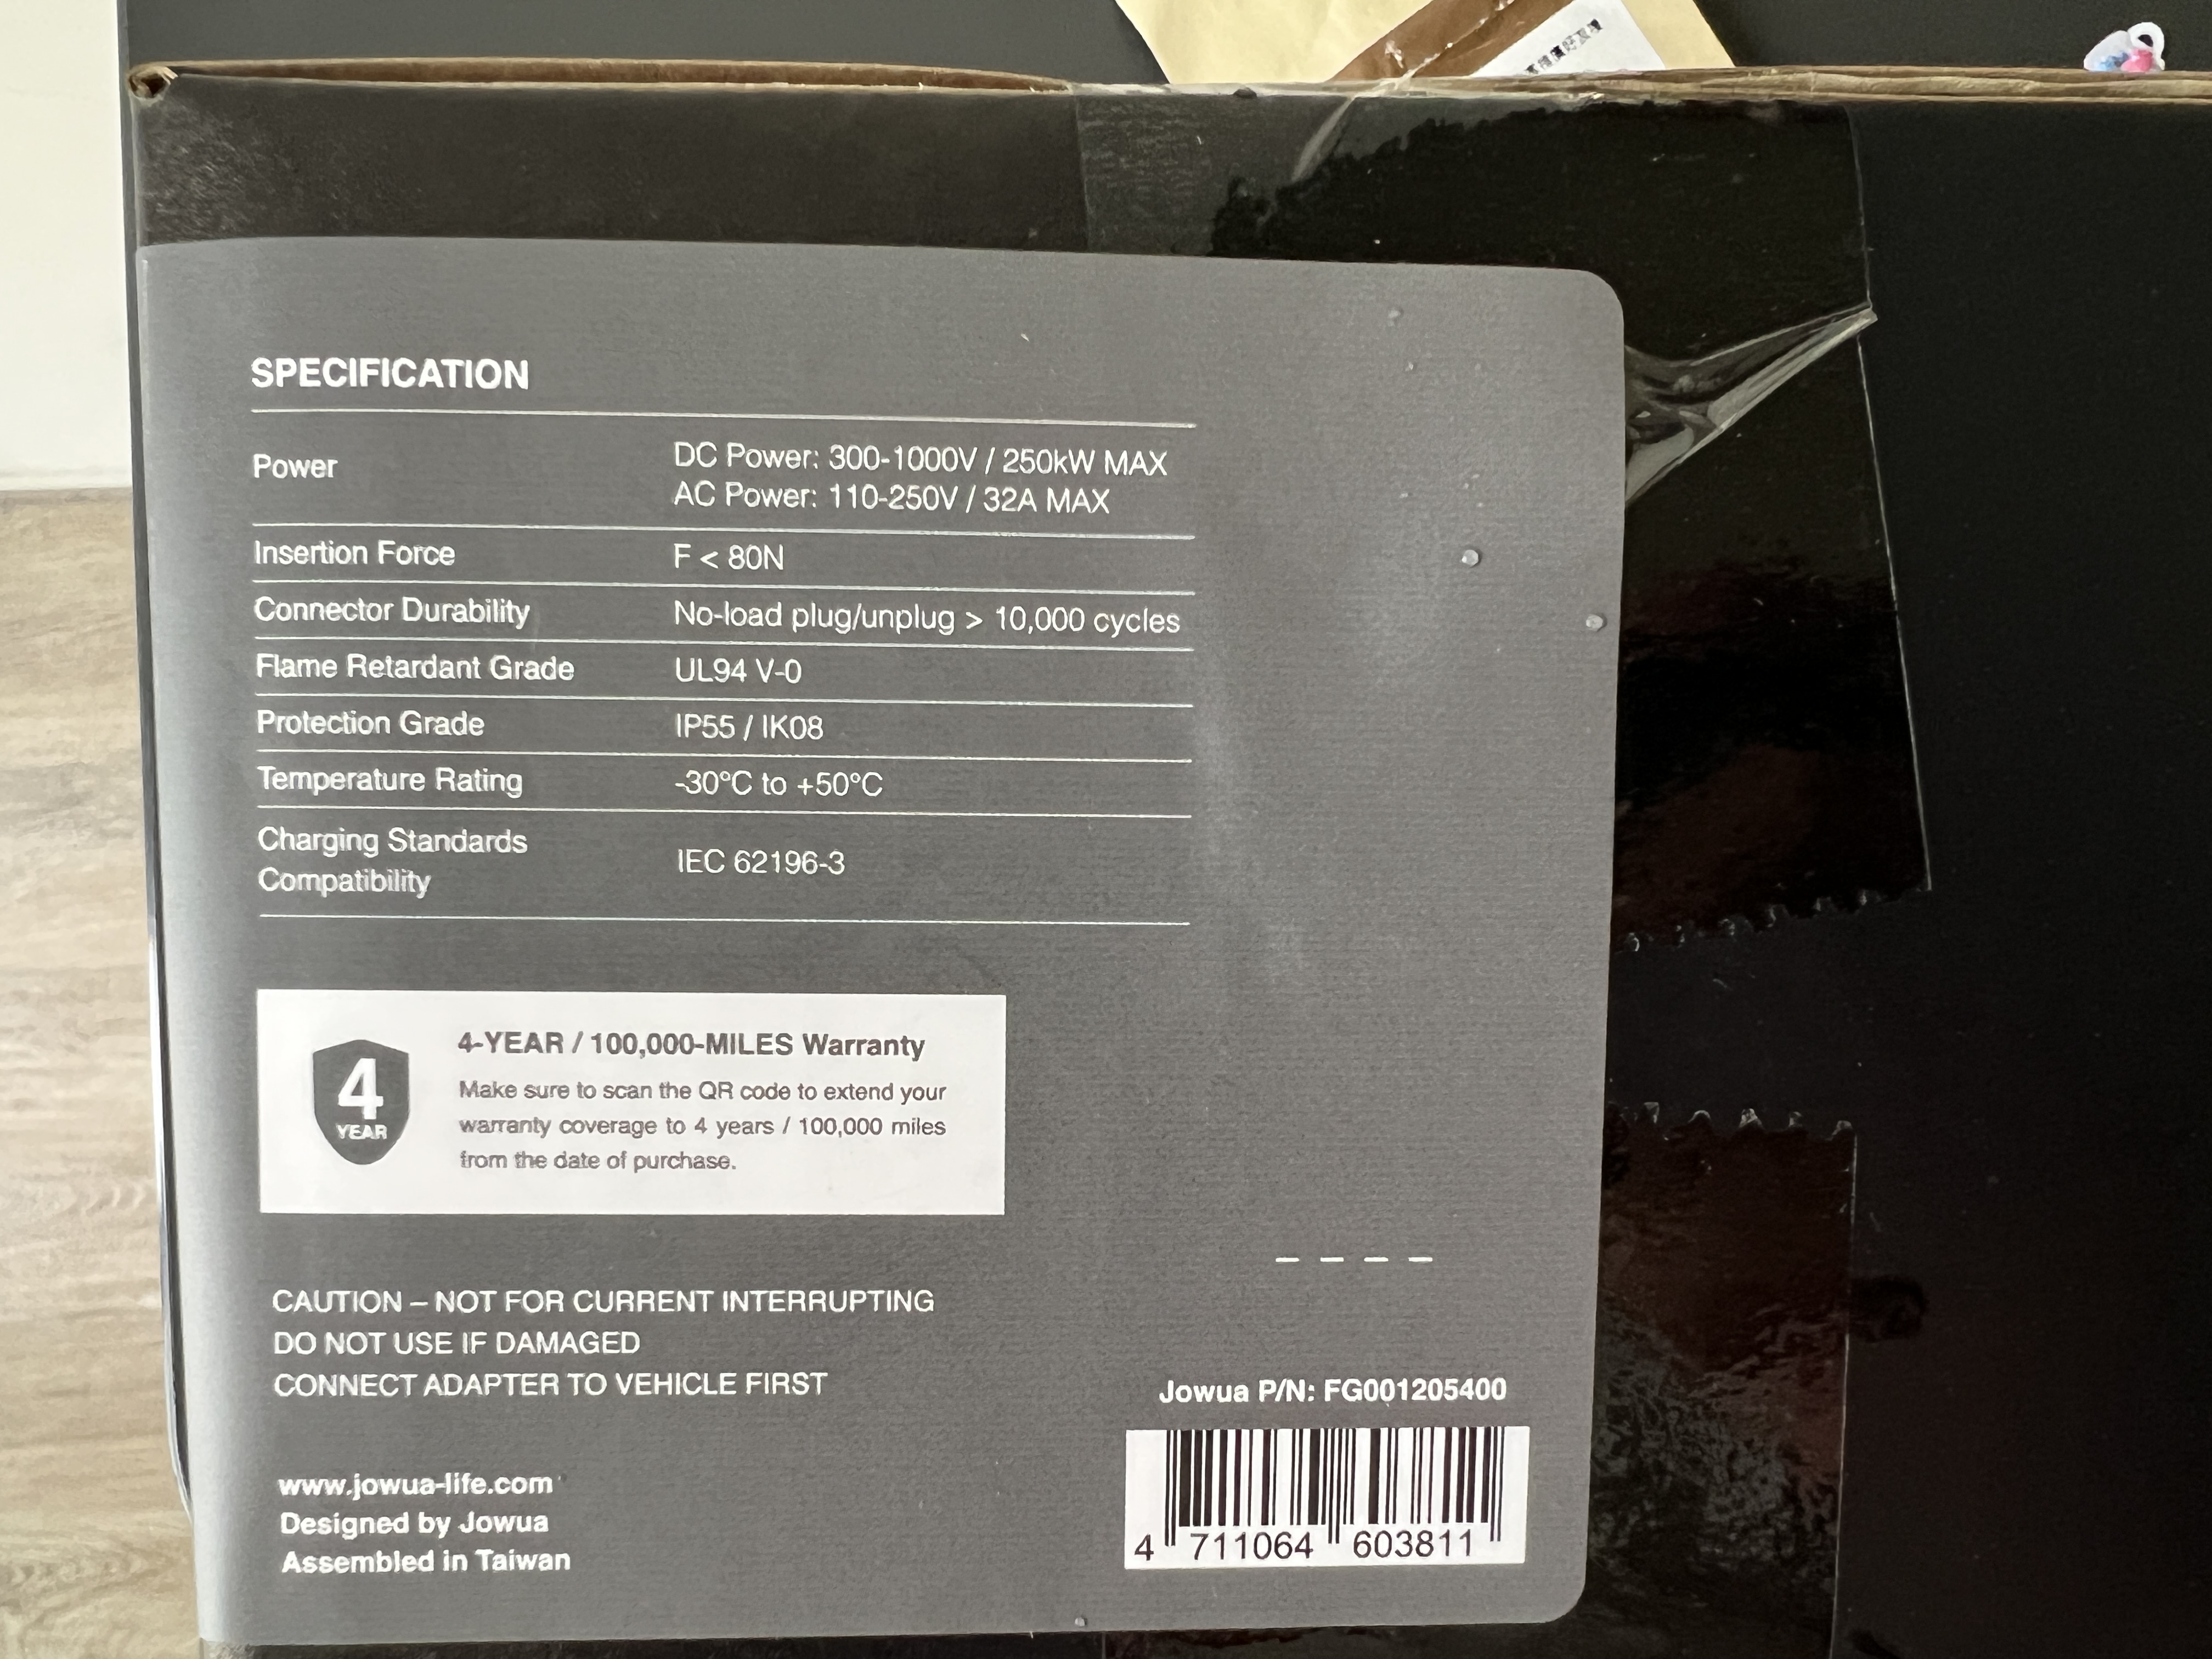 SPECIFICATION
Power
DC Power: 300-1000V / 250kW MAX
AC Power: 110-250V / 32A MAX
Insertion Force F < 80N
Connector Durability No-load plug/unplug > 10,000 cycles
Flame Retardant Grade UL94 V-0
Protection Grade IP55 / IK08
Temperature Rating -30°C to +50°C
Charging Standards
Compatibility
IEC 62196-3
4
YEAR
4-YEAR / 100,000-MILES Warranty
Make sure to scan the QR code to extend your
warranty coverage to 4 years / 100,000 miles
from the date of purchase.
CAUTION – NOT FOR CURRENT INTERRUPTING
DO NOT USE IF DAMAGED
CONNECT ADAPTER TO VEHICLE FIRST
www.jowua-life.com
Designed by Jowua
Assembled in Taiwan
Jowua P/N: FG001205400
4 711064 603811